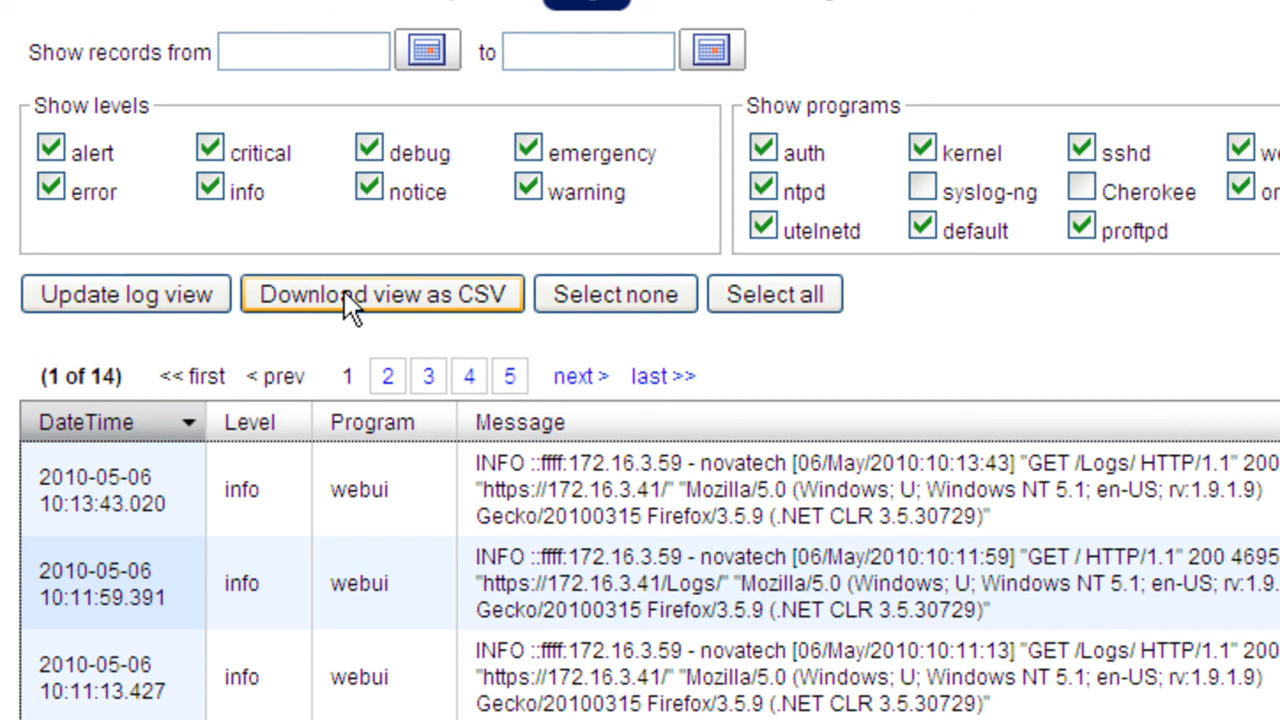 Show records from to
Show levels Show programs
alert critical debug emergency auth kernel sshd
error info notice warning ntpd syslog-ng Cherokee
utelnetd default proftpd
Update log view Download view as CSV Select none Select all
(1 of 14) << first < prev 1 2 3 4 5 next > last >>
DateTime Level Program Message
INFO ::ffff:172.16.3.59 - novatech [06/May/2010:10:13:43] "GET /Logs/ HTTP/1.1" 200
2010-05-06 10:13:43.020 info webui "https://172.16.3.41/" "Mozilla/5.0 (Windows; U; Windows NT 5.1; en-US; rv:1.9.1.9)
Gecko/20100315 Firefox/3.5.9 (.NET CLR 3.5.30729)"
INFO ::ffff:172.16.3.59 - novatech [06/May/2010:10:11:59] "GET / HTTP/1.1" 200 4695
2010-05-06 10:11:59.391 info webui "https://172.16.3.41/Logs/" "Mozilla/5.0 (Windows; U; Windows NT 5.1; en-US; rv:1.9.
Gecko/20100315 Firefox/3.5.9 (.NET CLR 3.5.30729)"
INFO ::ffff:172.16.3.59 - novatech [06/May/2010:10:11:13] "GET /Logs/ HTTP/1.1" 200
2010-05-06 10:11:13.427 info webui "https://172.16.3.41/" "Mozilla/5.0 (Windows; U; Windows NT 5.1; en-US; rv:1.9.1.9)
Gecko/20100315 Firefox/3.5.9 (.NET CLR 3.5.30729)"